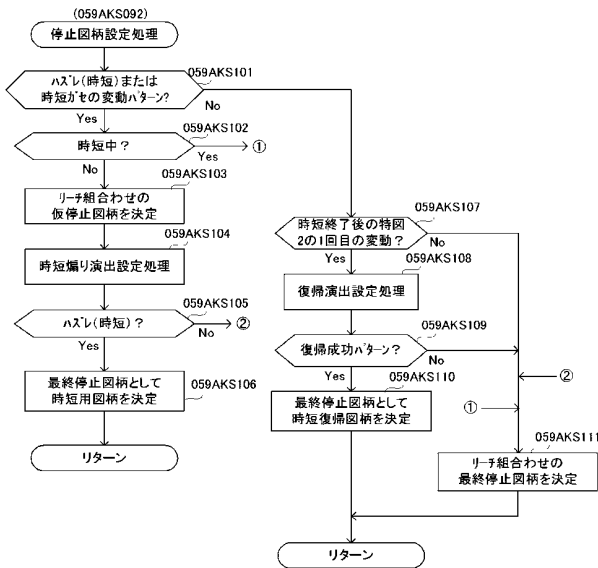 (059AKS092)
停止図柄設定処理
ﾊｽﾞﾚ(時短)または
時短ｶﾞｾの変動ﾊﾟﾀｰﾝ?
059AKS101
No
Yes
時短中？
059AKS102
Yes
①
No
059AKS103
リーチ組合わせの
仮停止図柄を決定
059AKS104
時短煽り演出設定処理
059AKS105
ﾊｽﾞﾚ(時短)？
No
②
Yes
最終停止図柄として
時短用図柄を決定
059AKS106
リターン
059AKS107
時短終了後の特図
2の1回目の変動？
No
Yes
059AKS108
復帰演出設定処理
059AKS109
復帰成功ﾊﾟﾀｰﾝ？
No
Yes
059AKS110
最終停止図柄として
時短復帰図柄を決定
②
①
059AKS111
ﾘｰﾁ組合わせの
最終停止図柄を決定
リターン